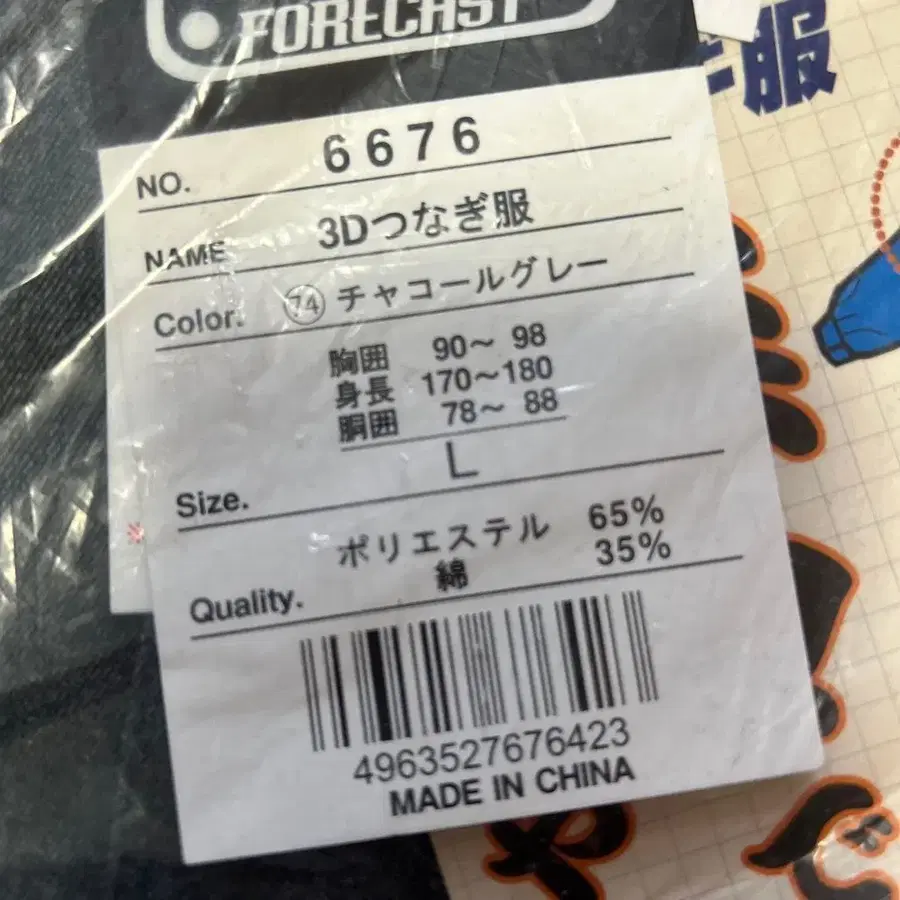 FORECAST
服
NO. 6676
NAME 3Dつなぎ服
Color. 74 チャコールグレー
胸囲 90〜 98
身長 170〜180
胴囲 78〜 88
Size. L
ポリエステル 65%
Quality. 綿 35%
4963527676423
MADE IN CHINA